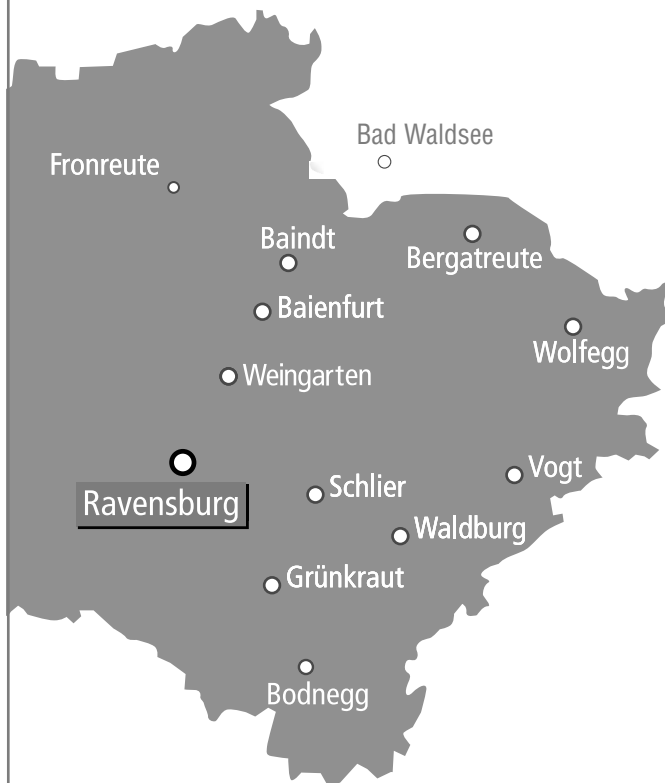 Bad Waldsee
Fronreute
Baindt
Bergatreute
Baienfurt
Wolfegg
Weingarten
Vogt
Schlier
Ravensburg
Waldburg
Grünkraut
Bodnegg